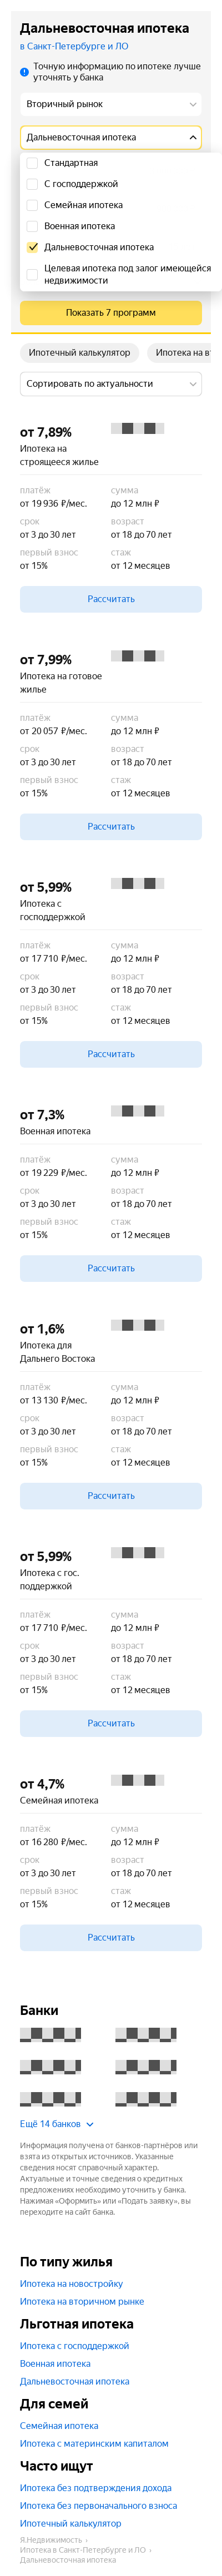 Дальневосточная ипотека
в Санкт-Петербурге и ЛО
Точную информацию по ипотеке лучше
уточнять у банка
Вторичный рынок
Дальневосточная ипотека
Стандартная
С господдержкой
Семейная ипотека
Военная ипотека
Дальневосточная ипотека
Целевая ипотека под залог имеющейся
недвижимости
Показать 7 программ
Ипотечный калькулятор
Ипотека на вт
Сортировать по актуальности
от 7,89%
Ипотека на
строящееся жилье
платёж сумма
от 19 936 ₽/мес. до 12 млн ₽
срок возраст
от 3 до 30 лет от 18 до 70 лет
первый взнос стаж
от 15% от 12 месяцев
Рассчитать
от 7,99%
Ипотека на готовое
жилье
платёж сумма
от 20 057 ₽/мес. до 12 млн ₽
срок возраст
от 3 до 30 лет от 18 до 70 лет
первый взнос стаж
от 15% от 12 месяцев
Рассчитать
от 5,99%
Ипотека с
господдержкой
платёж сумма
от 17 710 ₽/мес. до 12 млн ₽
срок возраст
от 3 до 30 лет от 18 до 70 лет
первый взнос стаж
от 15% от 12 месяцев
Рассчитать
от 7,3%
Военная ипотека
платёж сумма
от 19 229 ₽/мес. до 12 млн ₽
срок возраст
от 3 до 30 лет от 18 до 70 лет
первый взнос стаж
от 15% от 12 месяцев
Рассчитать
от 1,6%
Ипотека для
Дальнего Востока
платёж сумма
от 13 130 ₽/мес. до 12 млн ₽
срок возраст
от 3 до 30 лет от 18 до 70 лет
первый взнос стаж
от 15% от 12 месяцев
Рассчитать
от 5,99%
Ипотека с гос.
поддержкой
платёж сумма
от 17 710 ₽/мес. до 12 млн ₽
срок возраст
от 3 до 30 лет от 18 до 70 лет
первый взнос стаж
от 15% от 12 месяцев
Рассчитать
от 4,7%
Семейная ипотека
платёж сумма
от 16 280 ₽/мес. до 12 млн ₽
срок возраст
от 3 до 30 лет от 18 до 70 лет
первый взнос стаж
от 15% от 12 месяцев
Рассчитать
Банки
Ещё 14 банков
Информация получена от банков-партнёров или
взята из открытых источников. Указанные
сведения носят справочный характер.
Актуальные и точные сведения о кредитных
предложениях необходимо уточнить у банка.
Нажимая «Оформить» или «Подать заявку», вы
переходите на сайт банка.
По типу жилья
Ипотека на новостройку
Ипотека на вторичном рынке
Льготная ипотека
Ипотека с господдержкой
Военная ипотека
Дальневосточная ипотека
Для семей
Семейная ипотека
Ипотека с материнским капиталом
Часто ищут
Ипотека без подтверждения дохода
Ипотека без первоначального взноса
Ипотечный калькулятор
Я.Недвижимость ›
Ипотека в Санкт-Петербурге и ЛО ›
Дальневосточная ипотека